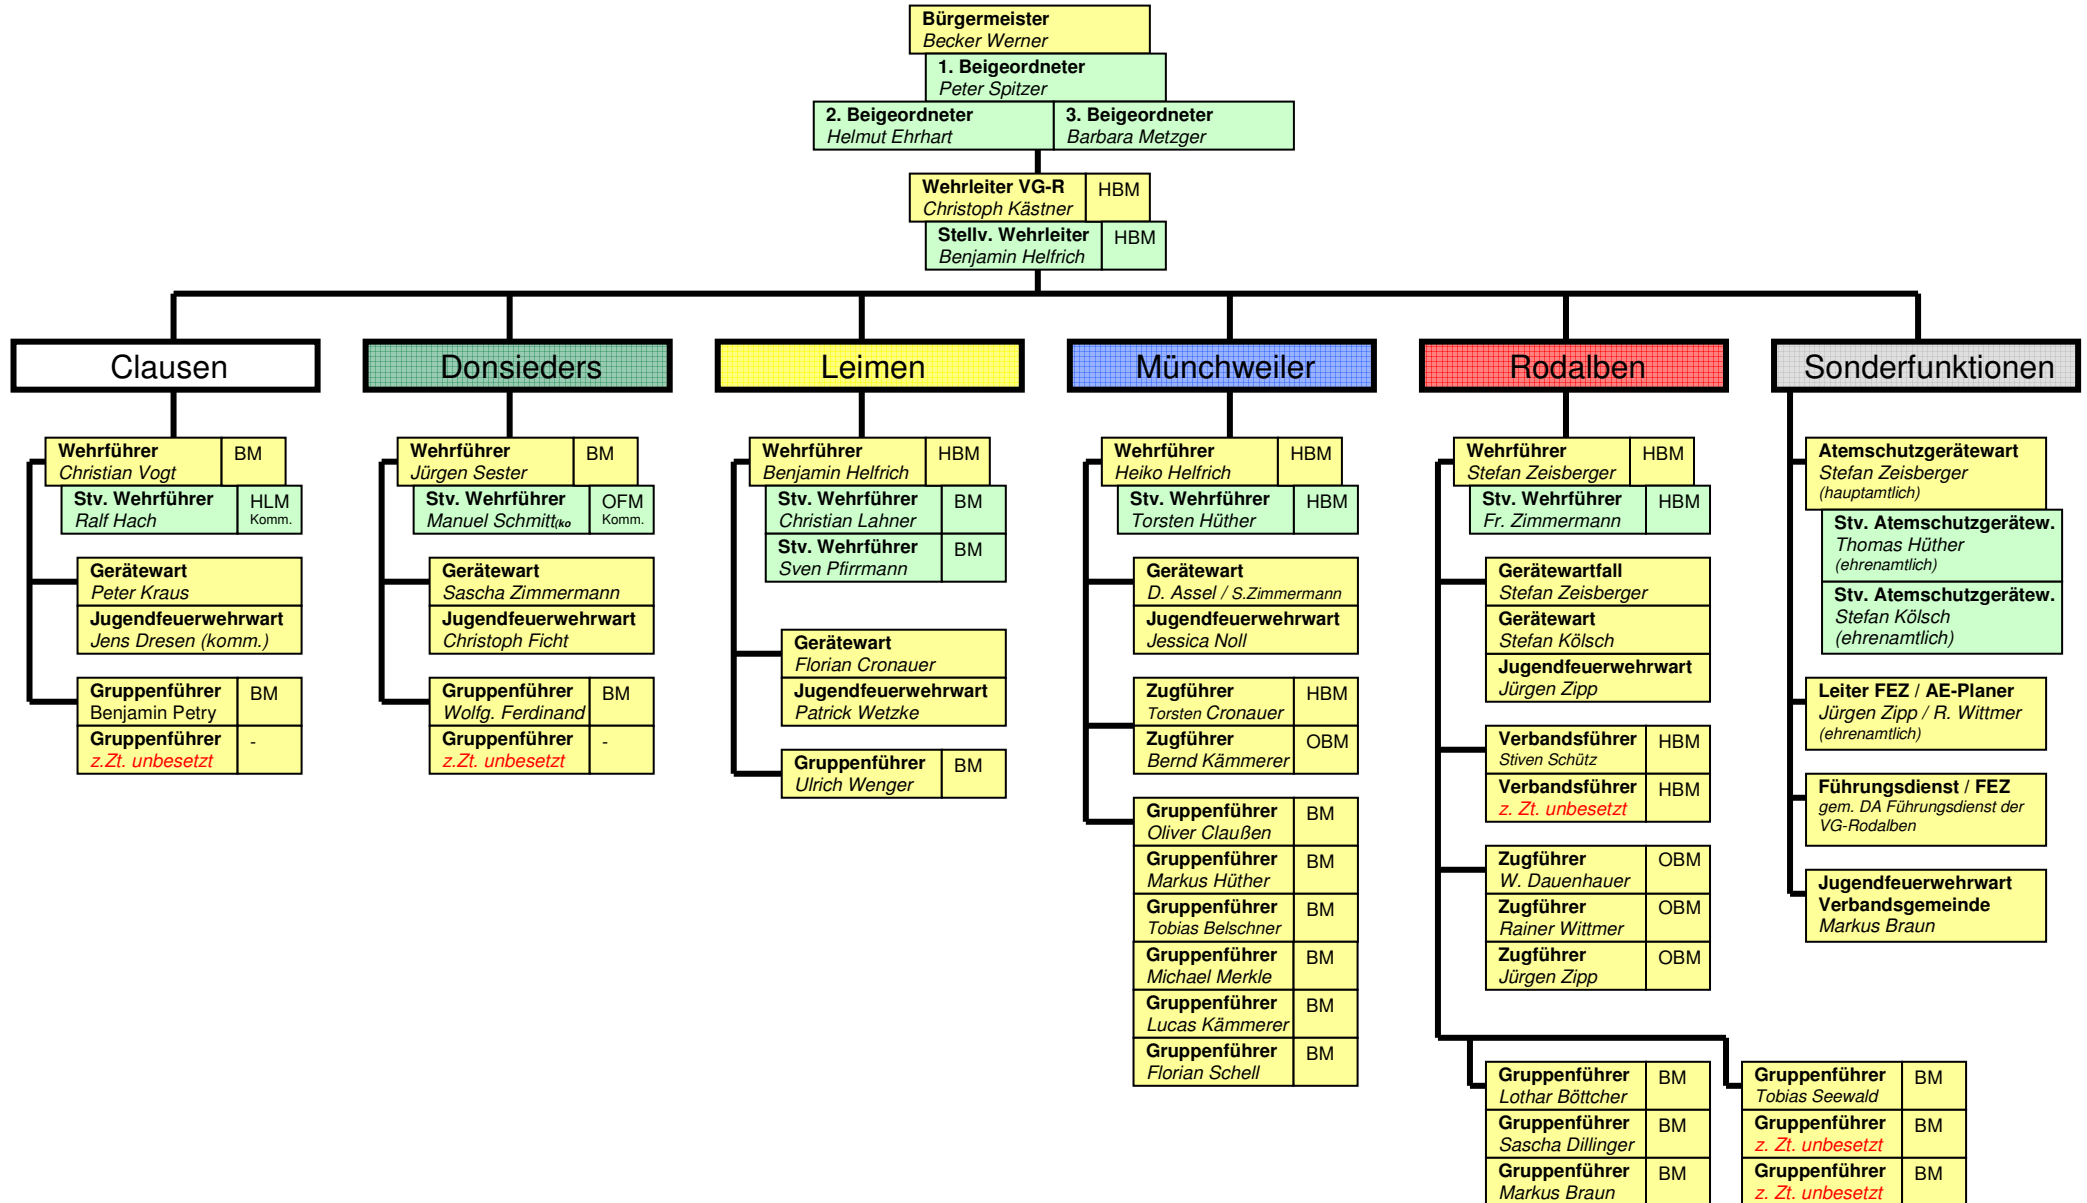 Bürgermeister
Becker Werner
1. Beigeordneter
Peter Spitzer
2. Beigeordneter
Helmut Ehrhart
3. Beigeordneter
Barbara Metzger
Wehrleiter VG-R HBM
Christoph Kästner
Stellv. Wehrleiter HBM
Benjamin Helfrich
Clausen
Wehrführer BM
Christian Vogt
Stv. Wehrführer HLM
Ralf Hach Komm.
Gerätewart
Peter Kraus
Jugendfeuerwehrwart
Jens Dresen (komm.)
Gruppenführer BM
Benjamin Petry
Gruppenführer -
z.Zt. unbesetzt
Donsieders
Wehrführer BM
Jürgen Sester
Stv. Wehrführer OFM
Manuel Schmitt(ko Komm.
Gerätewart
Sascha Zimmermann
Jugendfeuerwehrwart
Christoph Ficht
Gruppenführer BM
Wolfg. Ferdinand
Gruppenführer -
z.Zt. unbesetzt
Leimen
Wehrführer HBM
Benjamin Helfrich
Stv. Wehrführer BM
Christian Lahner
Stv. Wehrführer BM
Sven Pfirrmann
Gerätewart
Florian Cronauer
Jugendfeuerwehrwart
Patrick Wetzke
Gruppenführer BM
Ulrich Wenger
Münchweiler
Wehrführer HBM
Heiko Helfrich
Stv. Wehrführer HBM
Torsten Hüther
Gerätewart
D. Assel / S.Zimmermann
Jugendfeuerwehrwart
Jessica Noll
Zugführer HBM
Torsten Cronauer
Zugführer OBM
Bernd Kämmerer
Gruppenführer BM
Oliver Claußen
Gruppenführer BM
Markus Hüther
Gruppenführer BM
Tobias Belschner
Gruppenführer BM
Michael Merkle
Gruppenführer BM
Lucas Kämmerer
Gruppenführer BM
Florian Schell
Rodalben
Wehrführer HBM
Stefan Zeisberger
Stv. Wehrführer HBM
Fr. Zimmermann
Gerätewartfall
Stefan Zeisberger
Gerätewart
Stefan Kölsch
Jugendfeuerwehrwart
Jürgen Zipp
Verbandsführer HBM
Stiven Schütz
Verbandsführer HBM
z. Zt. unbesetzt
Zugführer OBM
W. Dauenhauer
Zugführer OBM
Rainer Wittmer
Zugführer OBM
Jürgen Zipp
Gruppenführer BM
Lothar Böttcher
Gruppenführer BM
Sascha Dillinger
Gruppenführer BM
Markus Braun
Gruppenführer BM
Tobias Seewald
Gruppenführer BM
z. Zt. unbesetzt
Gruppenführer BM
z. Zt. unbesetzt
Sonderfunktionen
Atemschutzgerätewart
Stefan Zeisberger
(hauptamtlich)
Stv. Atemschutzgerätew.
Thomas Hüther
(ehrenamtlich)
Stv. Atemschutzgerätew.
Stefan Kölsch
(ehrenamtlich)
Leiter FEZ / AE-Planer
Jürgen Zipp / R. Wittmer
(ehrenamtlich)
Führungsdienst / FEZ
gem. DA Führungsdienst der
VG-Rodalben
Jugendfeuerwehrwart
Verbandsgemeinde
Markus Braun